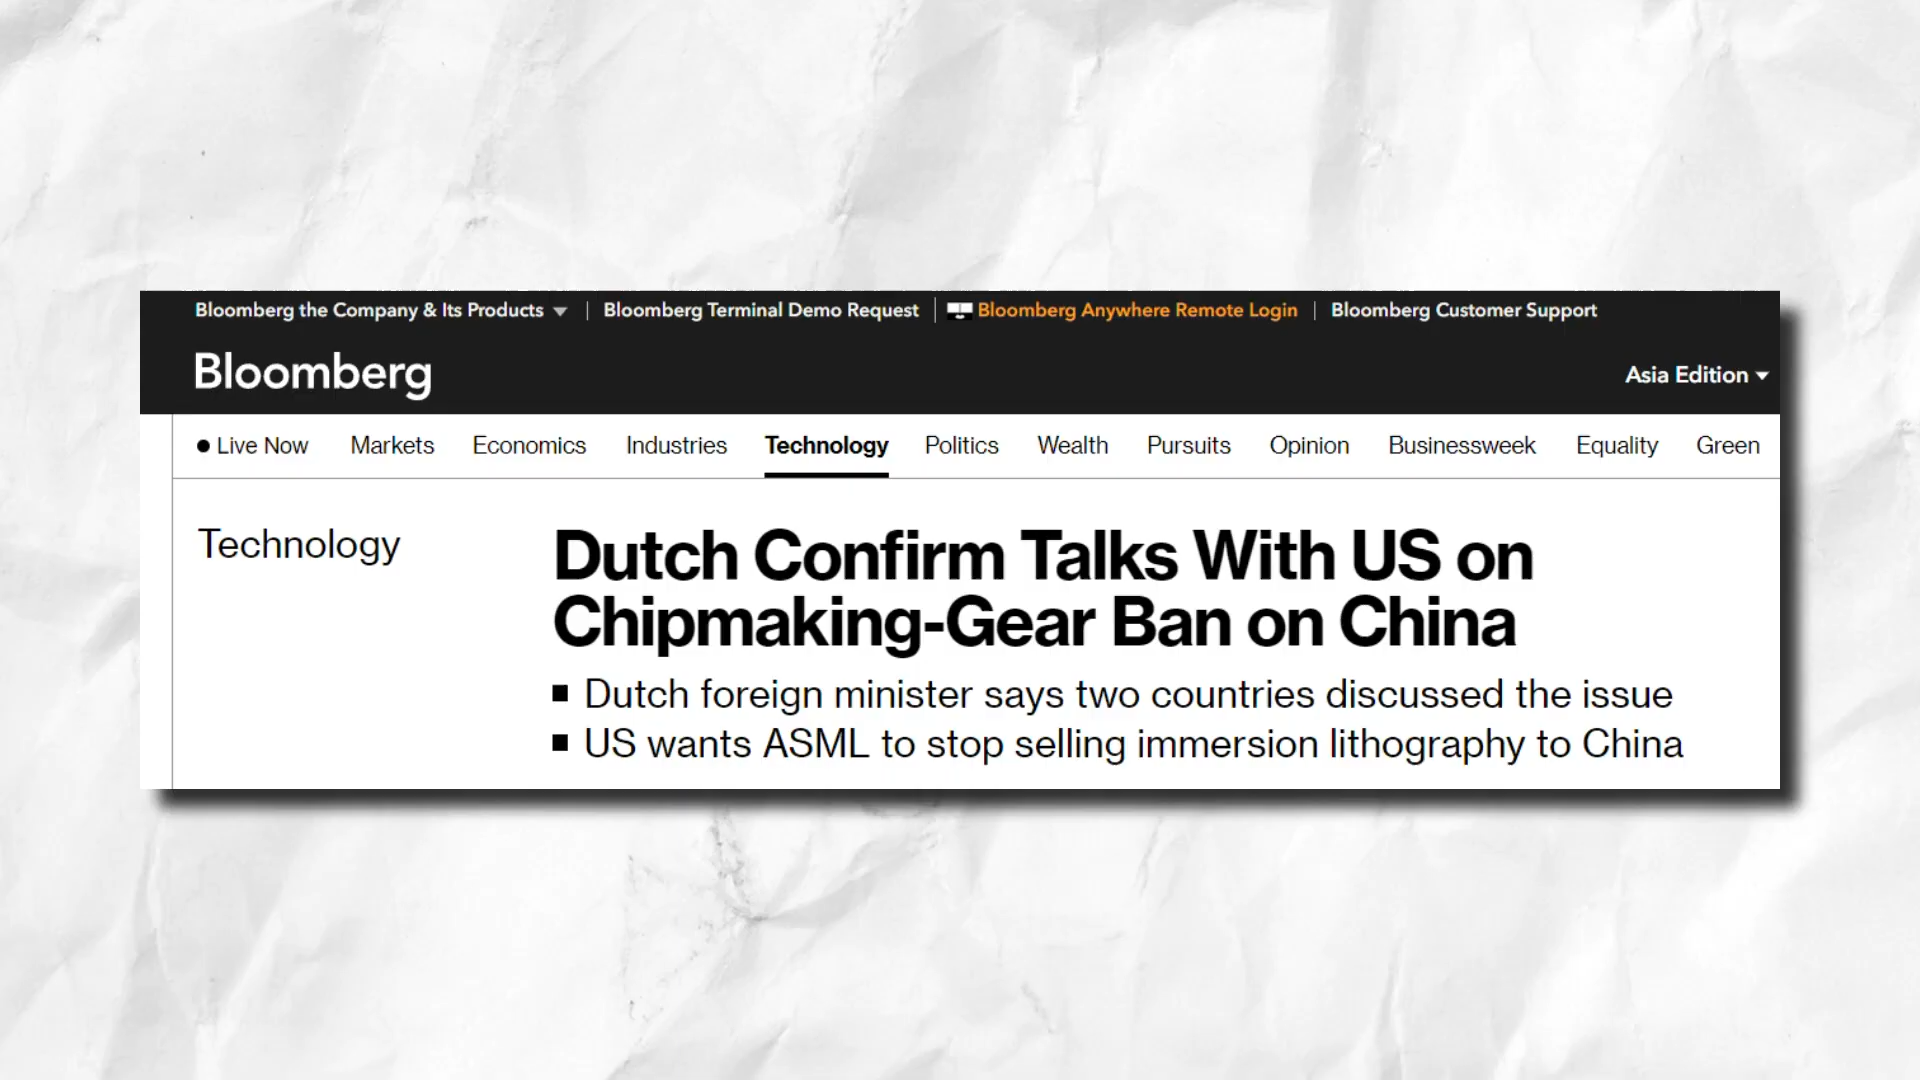 Bloomberg the Company & Its Products | Bloomberg Terminal Demo Request | Bloomberg Anywhere Remote Login | Bloomberg Customer Support
Bloomberg
Asia Edition
Live Now Markets Economics Industries Technology Politics Wealth Pursuits Opinion Businessweek Equality Green
Technology
Dutch Confirm Talks With US on
Chipmaking-Gear Ban on China
Dutch foreign minister says two countries discussed the issue
US wants ASML to stop selling immersion lithography to China